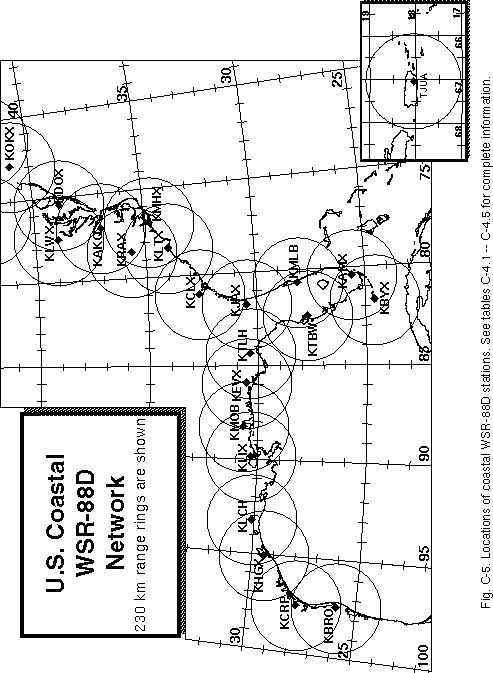 U.S. Coastal
WSR-88D
Network
230 km range rings are shown
KOKX
40
35
30
25
KDOX
KLWX
KAKQ
KRAX
KMHX
KLTX
KCLX
KJAX
KMLB
KAMX
KBYX
KTBW
KTLH
KEVX
KMOB
KLIX
KLCH
KHGX
KCRP
KBRO
75
80
85
90
95
100
30
25
19
18
17
66
67
68
TJUA
Fig. C-5. Locations of coastal WSR-88D stations. See tables C-4.1 -- C-4.5 for complete information.